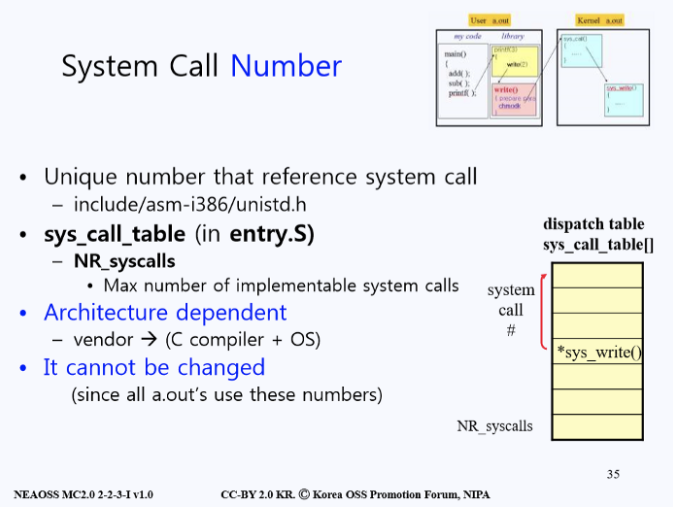 User a.out
Kernel a.out
my code
library
main()
{
add( );
sub( );
printf( );
printf(3)
{
write(2)
write()
{ prepare para
chmodk
}
sys_call()
{
}
sys_write()
{
}
System Call Number
• Unique number that reference system call
– include/asm-i386/unistd.h
• sys_call_table (in entry.S)
– NR_syscalls
• Max number of implementable system calls
• Architecture dependent
– vendor → (C compiler + OS)
• It cannot be changed
(since all a.out's use these numbers)
dispatch table
sys_call_table[]
system
call
#
*sys_write()
NR_syscalls
35
NEAOSS MC2.0 2-2-3-I v1.0
CC-BY 2.0 KR. Ⓒ Korea OSS Promotion Forum, NIPA